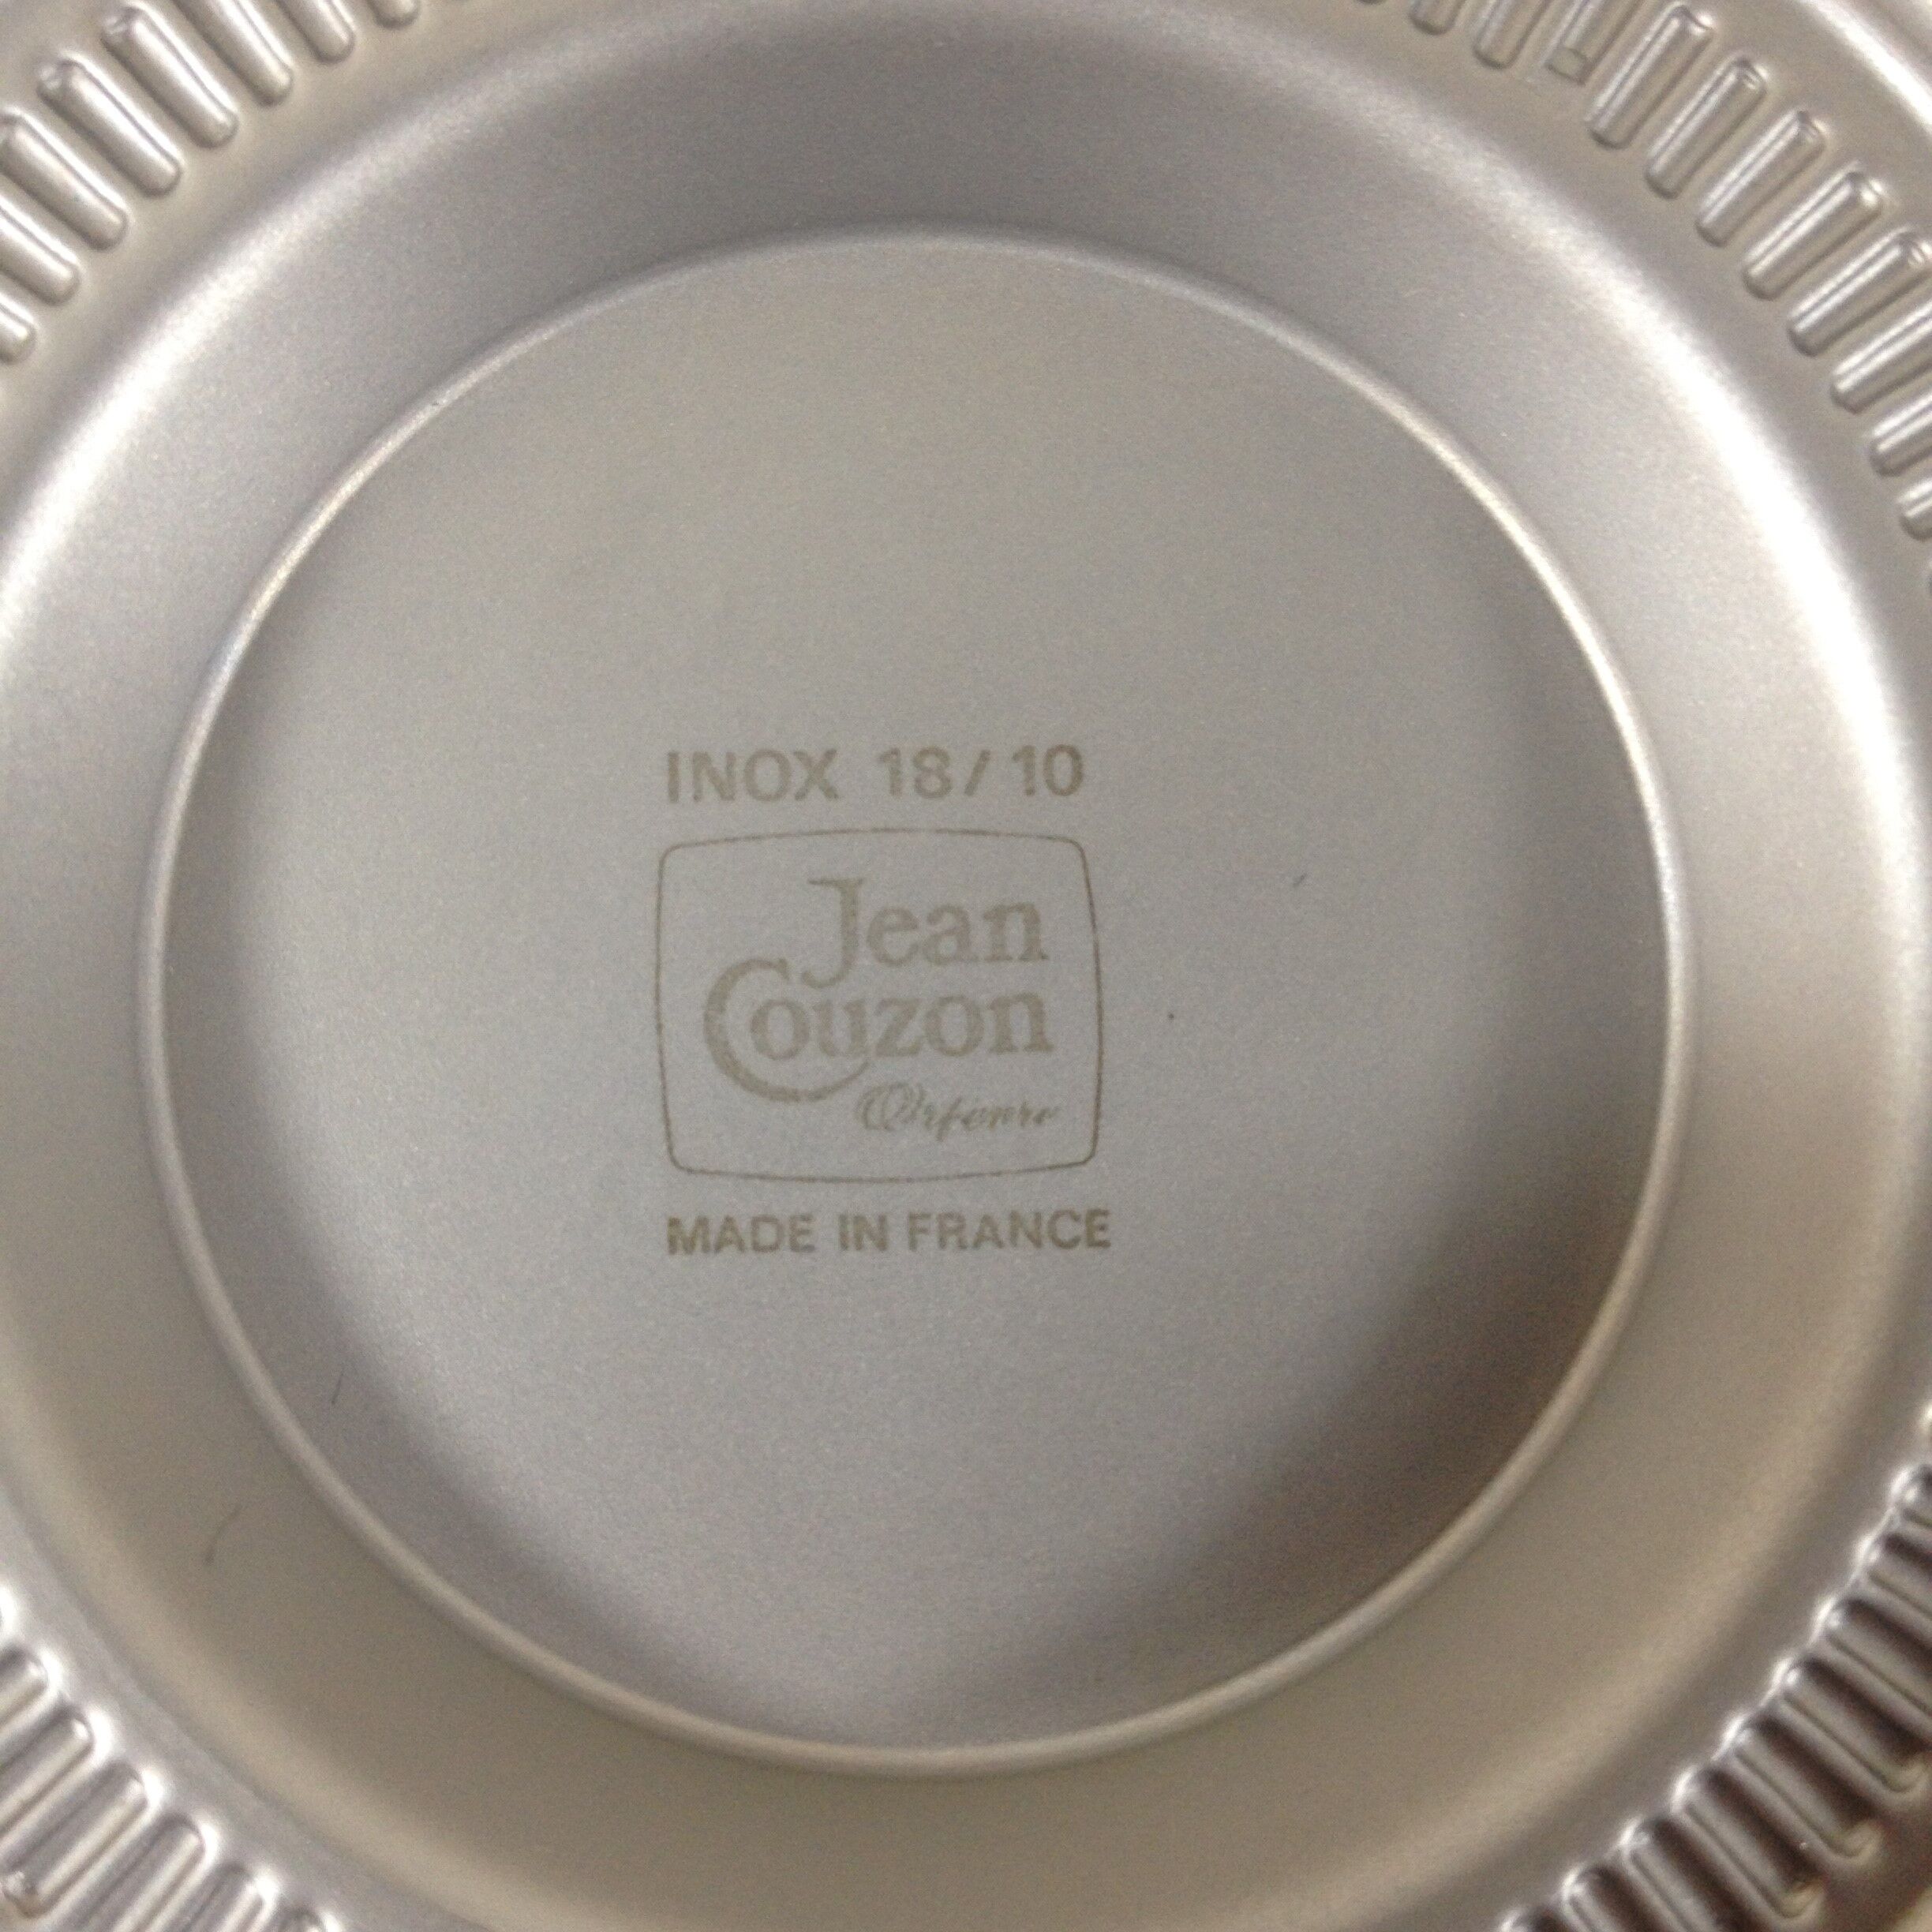 INOX 18/10
Jean
Couzon
Orfèvre
MADE IN FRANCE